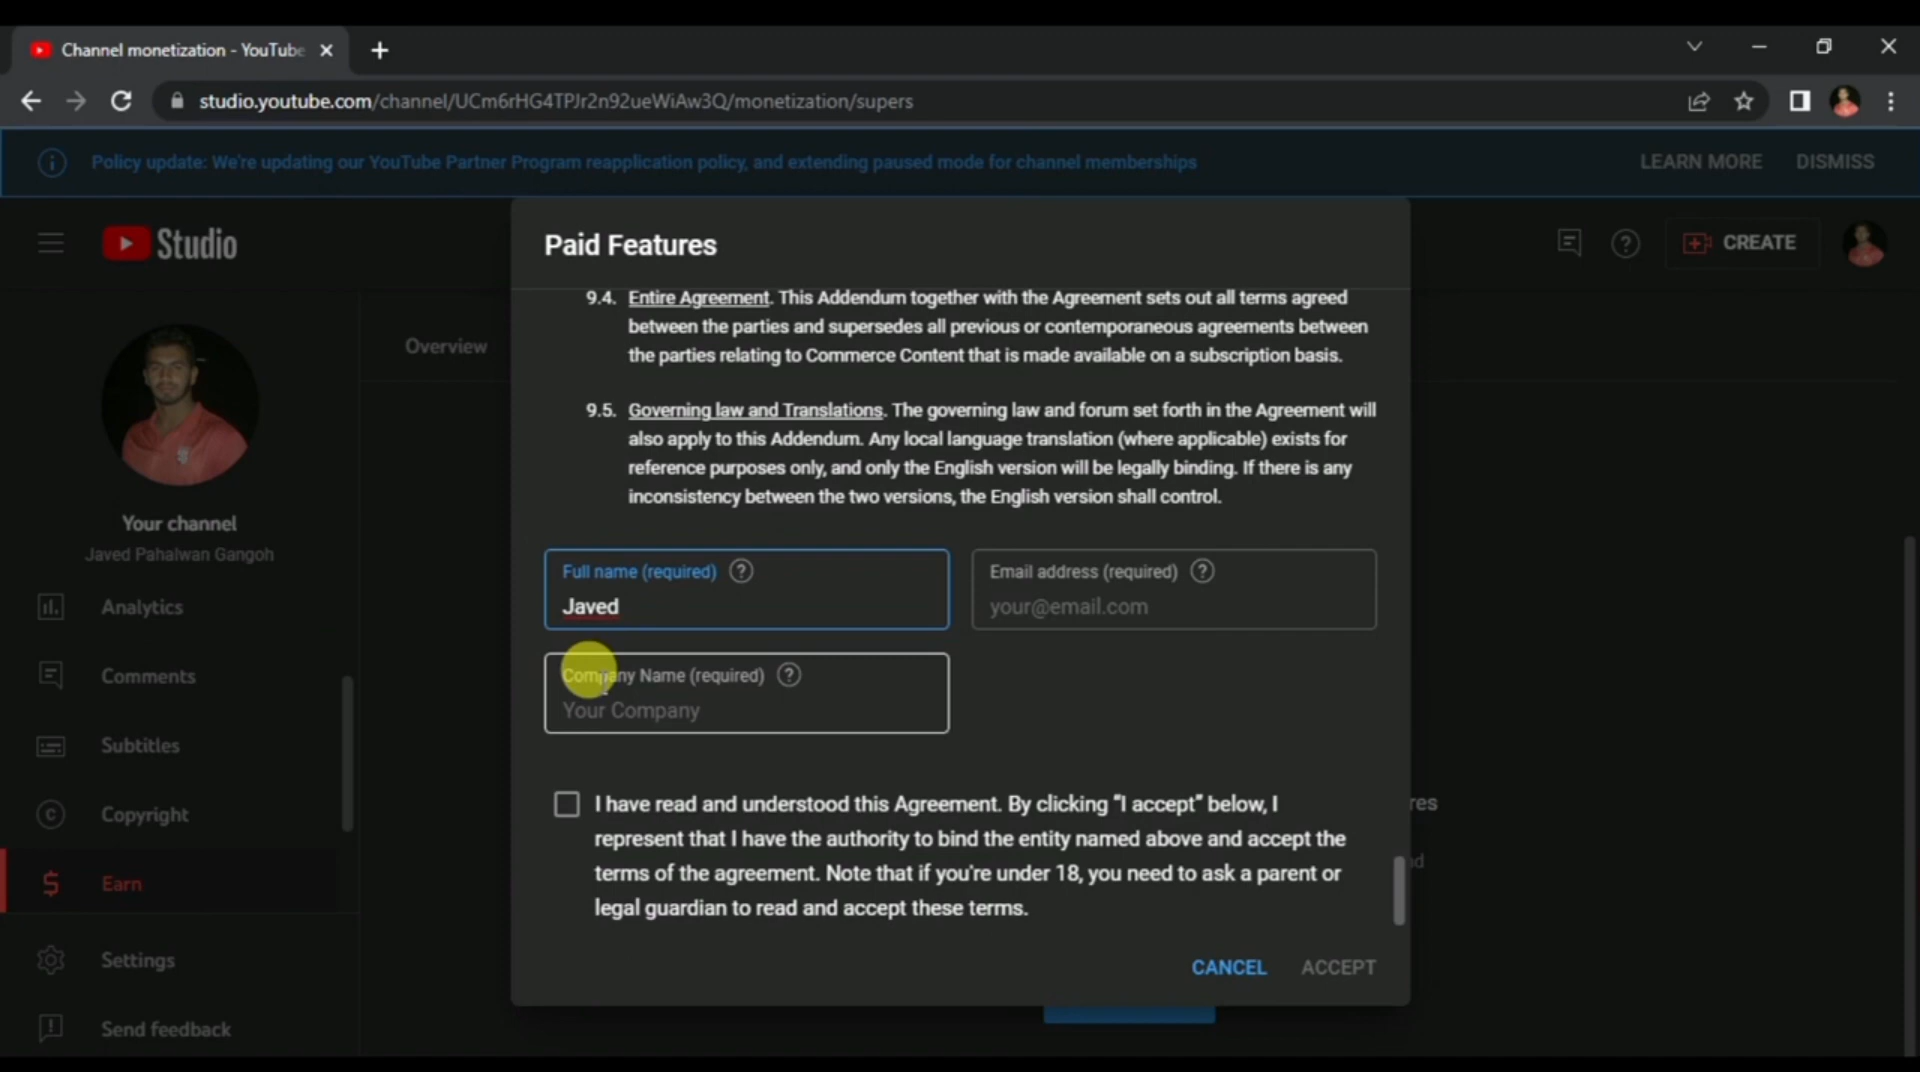 Channel monetization - YouTube
studio.youtube.com/channel/UCm6rHG4TPJr2n92ueWiAw3Q/monetization/supers
Policy update: We're updating our YouTube Partner Program reapplication policy, and extending paused mode for channel memberships
LEARN MORE
DISMISS
Studio
CREATE
Your channel
Javed Pahalwan Gangoh
Analytics
Comments
Subtitles
Copyright
Earn
Settings
Send feedback
Overview
Paid Features
9.4. Entire Agreement. This Addendum together with the Agreement sets out all terms agreed
between the parties and supersedes all previous or contemporaneous agreements between
the parties relating to Commerce Content that is made available on a subscription basis.
9.5. Governing law and Translations. The governing law and forum set forth in the Agreement will
also apply to this Addendum. Any local language translation (where applicable) exists for
reference purposes only, and only the English version will be legally binding. If there is any
inconsistency between the two versions, the English version shall control.
Full name (required)
Javed
Email address (required)
your@email.com
Company Name (required)
Your Company
I have read and understood this Agreement. By clicking “I accept” below, I
represent that I have the authority to bind the entity named above and accept the
terms of the agreement. Note that if you're under 18, you need to ask a parent or
legal guardian to read and accept these terms.
CANCEL
ACCEPT